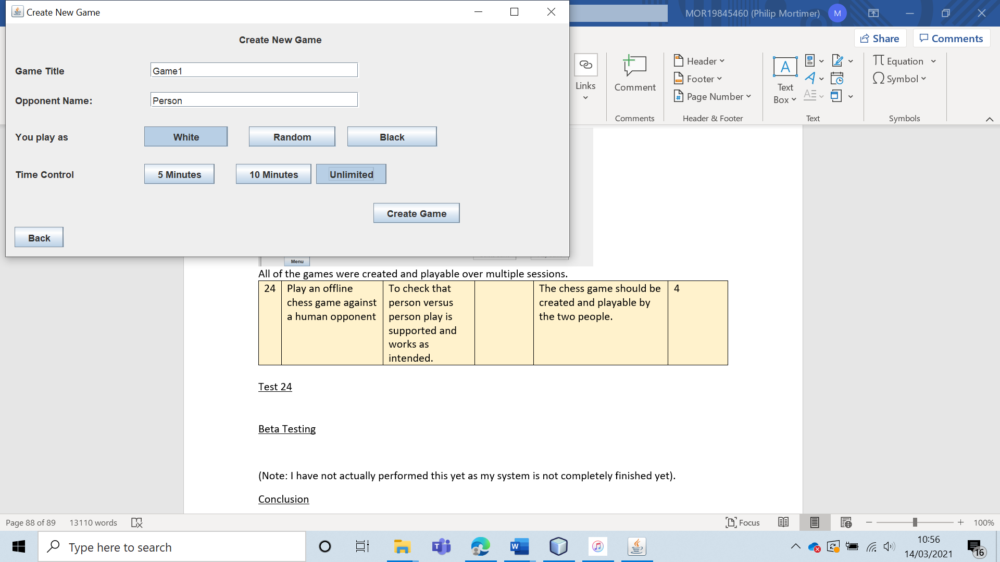 Create New Game
MOR19845460 (Philip Mortimer)
M
Create New Game
Share
Comments
Game Title
Game1
Opponent Name:
Person
You play as
White
Random
Black
Time Control
5 Minutes
10 Minutes
Unlimited
Create Game
Back
Links
Comment
Comments
Header
Footer
Page Number
Header & Footer
Text
Box
Text
Equation
Symbol
Symbols
Menu
All of the games were created and playable over multiple sessions.
24
Play an offline
chess game against
a human opponent
To check that
person versus
person play is
supported and
works as
intended.
The chess game should be
created and playable by
the two people.
4
Test 24
Beta Testing
(Note: I have not actually performed this yet as my system is not completely finished yet).
Conclusion
Page 88 of 89
13110 words
Focus
100%
Type here to search
10:56
14/03/2021
16